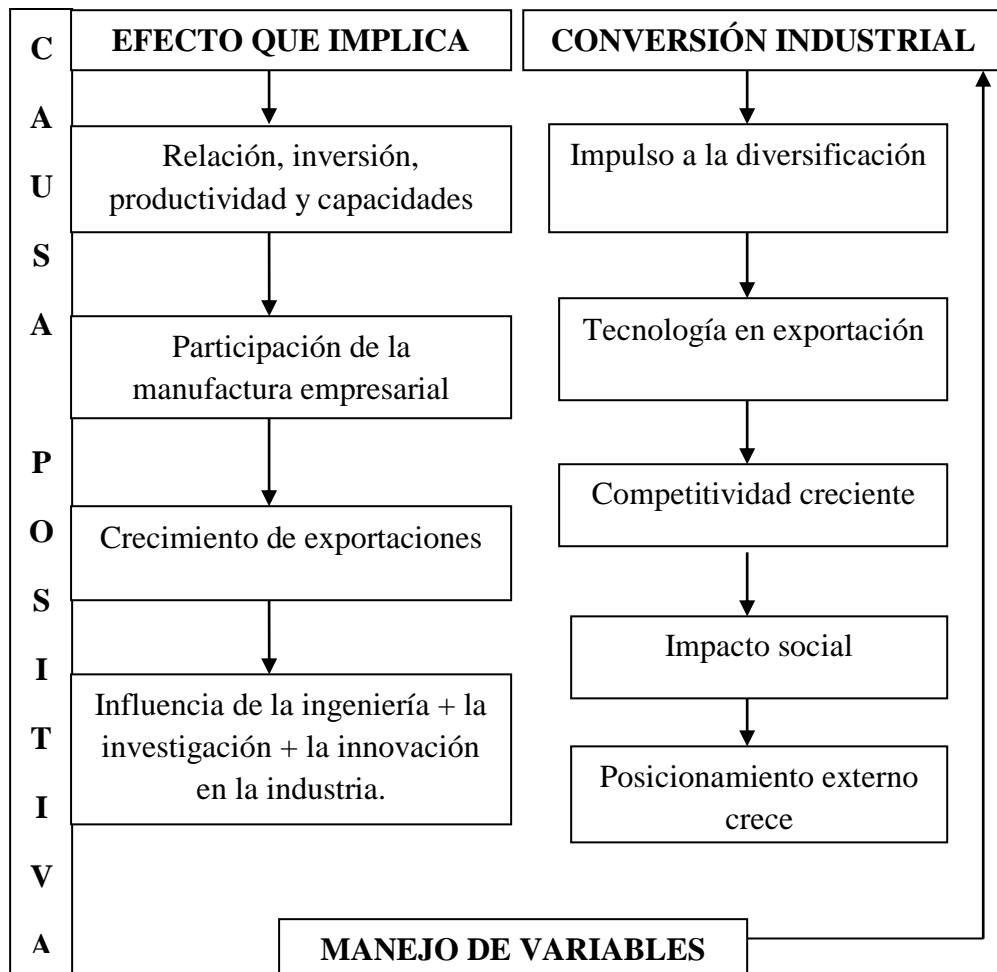 C
A
U
S
A
P
O
S
I
T
I
V
A
EFECTO QUE IMPLICA
Relación, inversión,
productividad y capacidades
Participación de la
manufactura empresarial
Crecimiento de exportaciones
Influencia de la ingeniería + la
investigación + la innovación
en la industria.
CONVERSIÓN INDUSTRIAL
Impulso a la diversificación
Tecnología en exportación
Competitividad creciente
Impacto social
Posicionamiento externo
crece
MANEJO DE VARIABLES